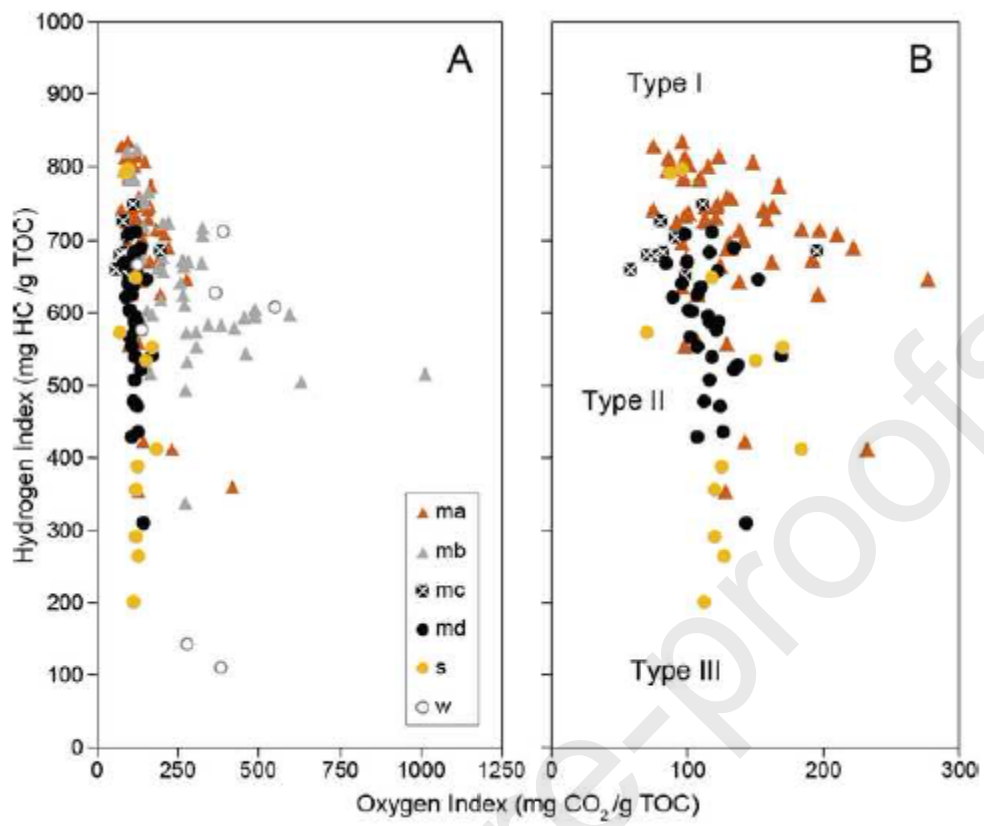 A
B
Hydrogen Index (mg HC /g TOC)
1000
900
800
700
600
500
400
300
200
100
0
ma
mb
mc
md
s
w
Type I
Type II
Type III
0 250 500 750 1000 1250
0 100 200 300
Oxygen Index (mg CO₂ /g TOC)
re-proofs